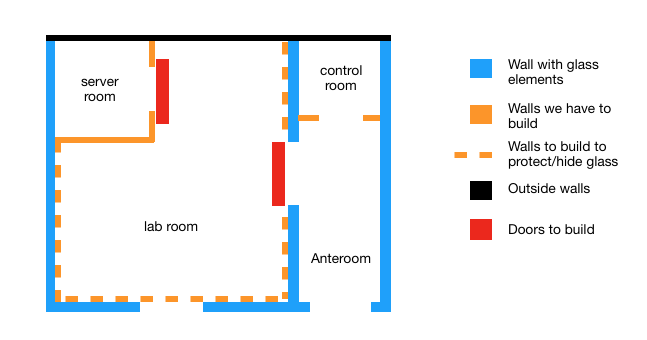 server
room
control
room
lab room
Anteroom
Wall with glass
elements
Walls we have to
build
Walls to build to
protect/hide glass
Outside walls
Doors to build